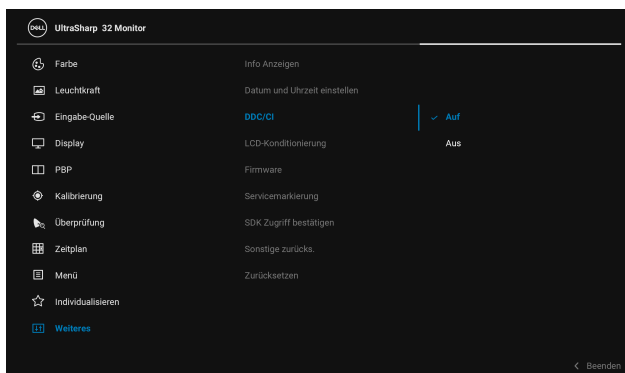 DELL UltraSharp 32 Monitor
Farbe Info Anzeigen
Leuchtkraft Datum und Uhrzeit einstellen
Eingabe-Quelle DDC/CI Auf
Display LCD-Konditionierung Aus
PBP Firmware
Kalibrierung Servicemarkierung
Überprüfung SDK Zugriff bestätigen
Zeitplan Sonstige zurücks.
Menü Zurücksetzen
Individualisieren
Weiteres
Beenden